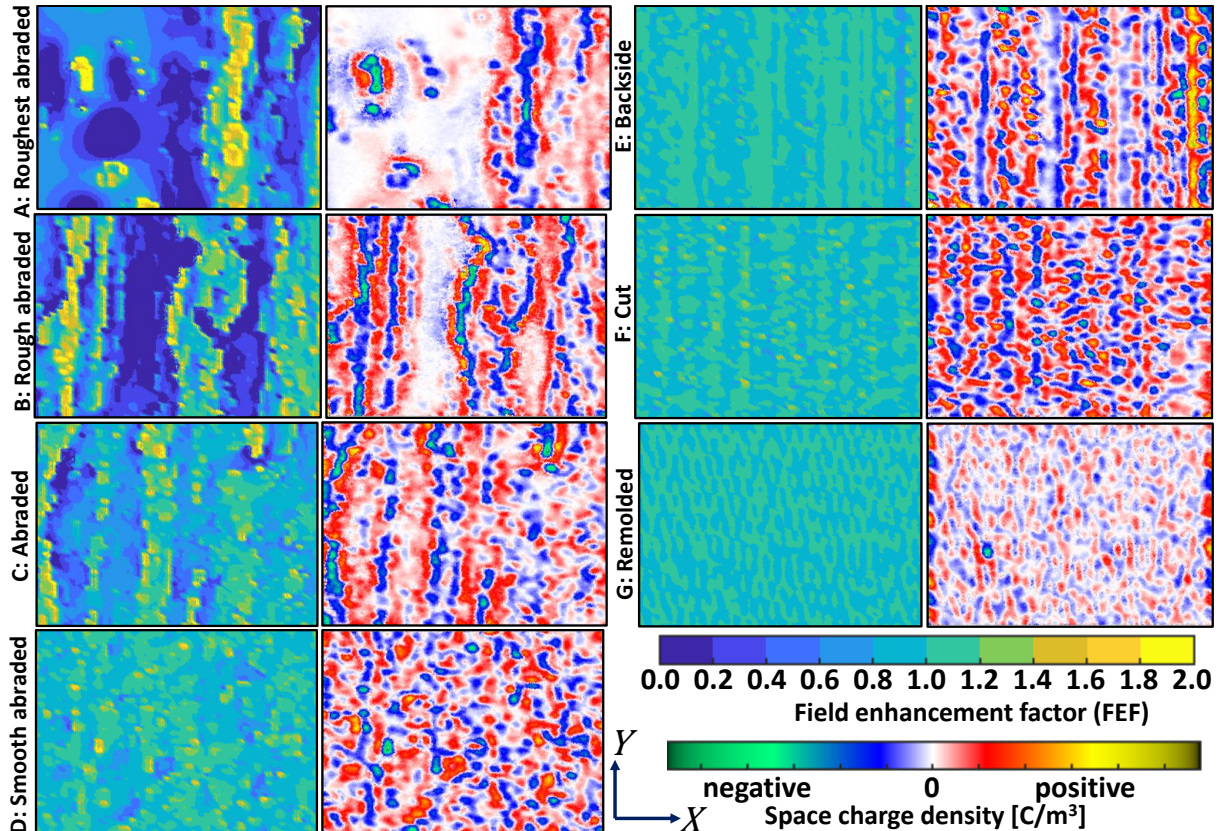 A: Roughest abraded
B: Rough abraded
C: Abraded
D: Smooth abraded
E: Backside
F: Cut
G: Remolded
0.0 0.2 0.4 0.6 0.8 1.0 1.2 1.4 1.6 1.8 2.0
Field enhancement factor (FEF)
negative 0 positive
Space charge density [C/m³]
Y
X